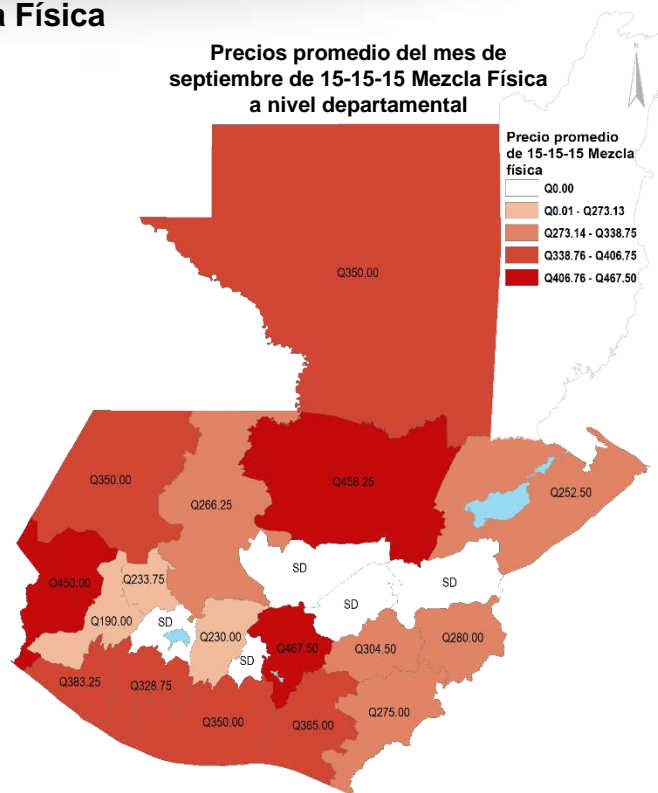 a Física
Precios promedio del mes de
septiembre de 15-15-15 Mezcla Física
a nivel departamental
N
Precio promedio
de 15-15-15 Mezcla
física
Q0.00
Q0.01 - Q273.13
Q273.14 - Q338.75
Q338.76 - Q406.75
Q406.76 - Q467.50
Q350.00
Q350.00
Q266.25
Q458.25
Q252.50
Q450.00
Q233.75
SD
SD
SD
Q190.00
SD
Q230.00
SD
Q467.50
Q304.50
Q280.00
Q383.25
Q328.75
Q350.00
Q365.00
Q275.00